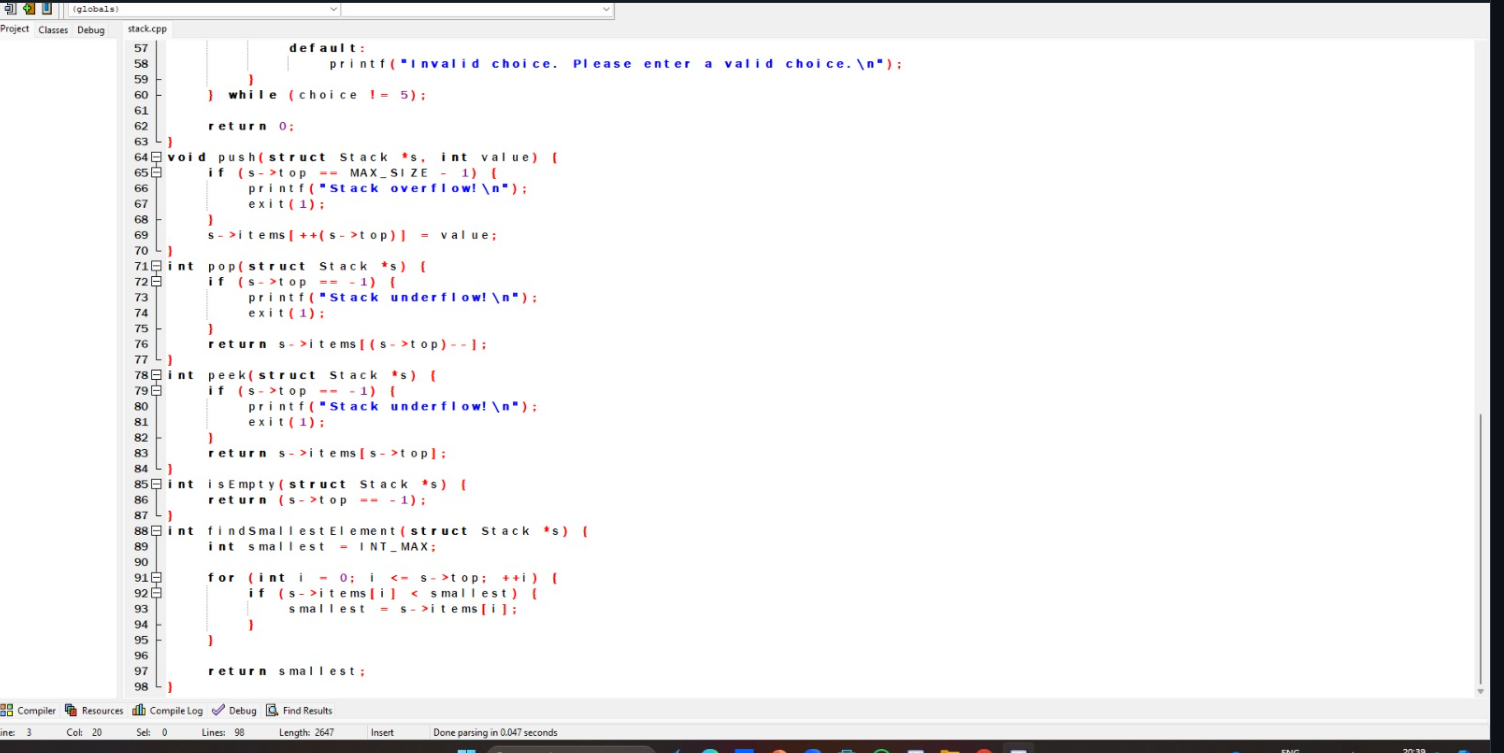 (globals)
Project Classes Debug
stack.cpp
57 default:
58 printf("Invalid choice. Please enter a valid choice.\n");
59 }
60 } while (choice != 5);
61
62 return 0;
63 }
64 void push(struct Stack *s, int value) {
65 if (s->top == MAX_SIZE - 1) {
66 printf("Stack overflow!\n");
67 exit(1);
68 }
69 s->items[++(s->top)] = value;
70 }
71 int pop(struct Stack *s) {
72 if (s->top == -1) {
73 printf("Stack underflow!\n");
74 exit(1);
75 }
76 return s->items[(s->top)--];
77 }
78 int peek(struct Stack *s) {
79 if (s->top == -1) {
80 printf("Stack underflow!\n");
81 exit(1);
82 }
83 return s->items[s->top];
84 }
85 int isEmpty(struct Stack *s) {
86 return (s->top == -1);
87 }
88 int findSmallestElement(struct Stack *s) {
89 int smallest = INT_MAX;
90
91 for (int i = 0; i <= s->top; ++i) {
92 if (s->items[i] < smallest) {
93 smallest = s->items[i];
94 }
95 }
96
97 return smallest;
98 }
Compiler Resources Compile Log Debug Find Results
ine: 3 Col: 20 Sel: 0 Lines: 98 Length: 2647 Insert Done parsing in 0.047 seconds
ENG 20:39